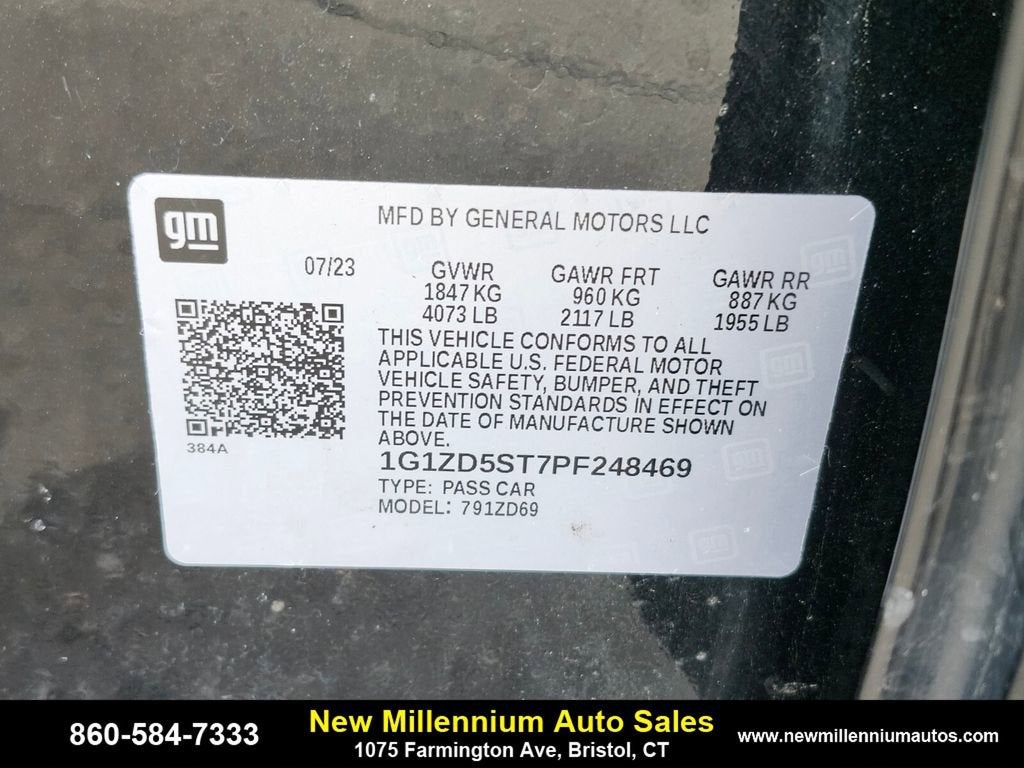 gm
MFD BY GENERAL MOTORS LLC
07/23
GVWR
1847 KG
4073 LB
GAWR FRT
960 KG
2117 LB
GAWR RR
887 KG
1955 LB
THIS VEHICLE CONFORMS TO ALL
APPLICABLE U.S. FEDERAL MOTOR
VEHICLE SAFETY, BUMPER, AND THEFT
PREVENTION STANDARDS IN EFFECT ON
THE DATE OF MANUFACTURE SHOWN
ABOVE.
384A
1G1ZD5ST7PF248469
TYPE: PASS CAR
MODEL: 791ZD69
860-584-7333
New Millennium Auto Sales
1075 Farmington Ave, Bristol, CT
www.newmillenniumautos.com